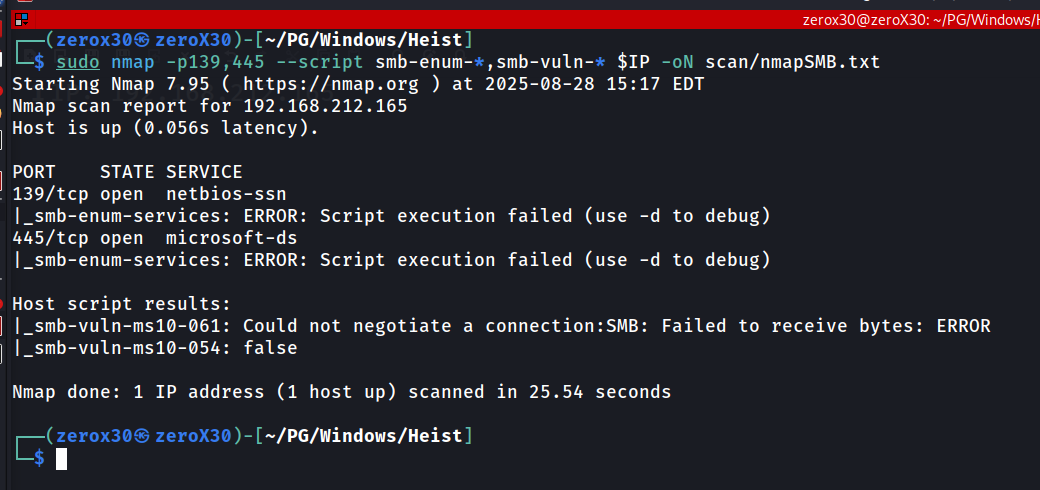 zerox30@zeroX30: ~/PG/Windows/H
┌──(zerox30㉿zeroX30)-[~/PG/Windows/Heist]
└─$ sudo nmap -p139,445 --script smb-enum-*,smb-vuln-* $IP -oN scan/nmapSMB.txt
Starting Nmap 7.95 ( https://nmap.org ) at 2025-08-28 15:17 EDT
Nmap scan report for 192.168.212.165
Host is up (0.056s latency).
PORT    STATE SERVICE
139/tcp open  netbios-ssn
|_smb-enum-services: ERROR: Script execution failed (use -d to debug)
445/tcp open  microsoft-ds
|_smb-enum-services: ERROR: Script execution failed (use -d to debug)
Host script results:
|_smb-vuln-ms10-061: Could not negotiate a connection:SMB: Failed to receive bytes: ERROR
|_smb-vuln-ms10-054: false
Nmap done: 1 IP address (1 host up) scanned in 25.54 seconds
┌──(zerox30㉿zeroX30)-[~/PG/Windows/Heist]
└─$